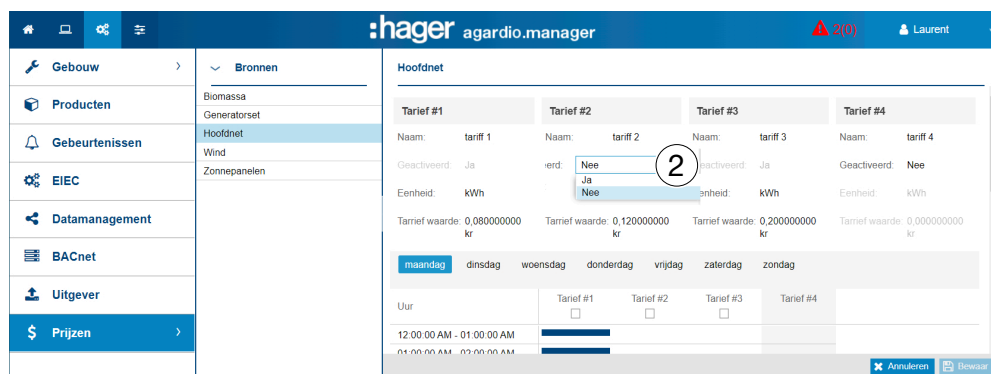 :hager agardio.manager
2(0)
Laurent
Gebouw
Producten
Gebeurtenissen
EIEC
Datamanagement
BACnet
Uitgever
Prijzen
Bronnen
Biomassa
Generatorset
Hoofdnet
Wind
Zonnepanelen
Hoofdnet
Tarief #1 Tarief #2 Tarief #3 Tarief #4
Naam: tariff 1 Naam: tariff 2 Naam: tariff 3 Naam: tariff 4
Geactiveerd: Ja erd: Nee 2 eactiveerd: Ja Geactiveerd: Nee
Ja
Eenheid: kWh Nee enheid: kWh Eenheid: kWh
Tarrief waarde: 0,080000000 Tarrief waarde: 0,120000000 Tarrief waarde: 0,200000000 Tarrief waarde: 0,000000000
kr kr kr kr
maandag dinsdag woensdag donderdag vrijdag zaterdag zondag
Uur Tarief #1 Tarief #2 Tarief #3 Tarief #4
12:00:00 AM - 01:00:00 AM
01:00:00 AM - 02:00:00 AM
Annuleren Bewaar